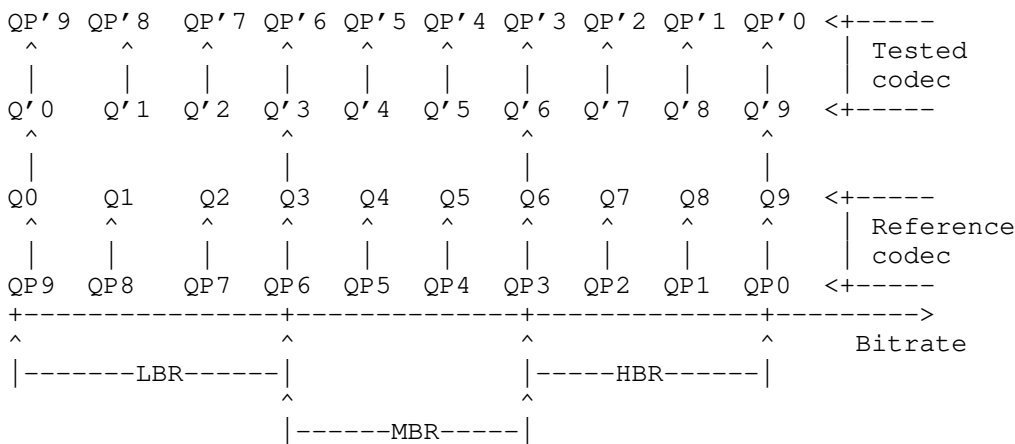 QP'9 QP'8 QP'7 QP'6 QP'5 QP'4 QP'3 QP'2 QP'1 QP'0 <+-----
^ ^ ^ ^ ^ ^ ^ ^ ^ ^ | Tested
| | | | | | | | | | | codec
Q'0 Q'1 Q'2 Q'3 Q'4 Q'5 Q'6 Q'7 Q'8 Q'9 <+-----
^ ^ ^ ^
| | | |
Q0 Q1 Q2 Q3 Q4 Q5 Q6 Q7 Q8 Q9 <+-----
^ ^ ^ ^ ^ ^ ^ ^ ^ ^ | Reference
| | | | | | | | | | | codec
QP9 QP8 QP7 QP6 QP5 QP4 QP3 QP2 QP1 QP0 <+-----
+----------------+--------------+--------------+--------->
^ ^ ^ ^ Bitrate
|-------LBR------| |-----HBR------|
^ ^
|------MBR-----|